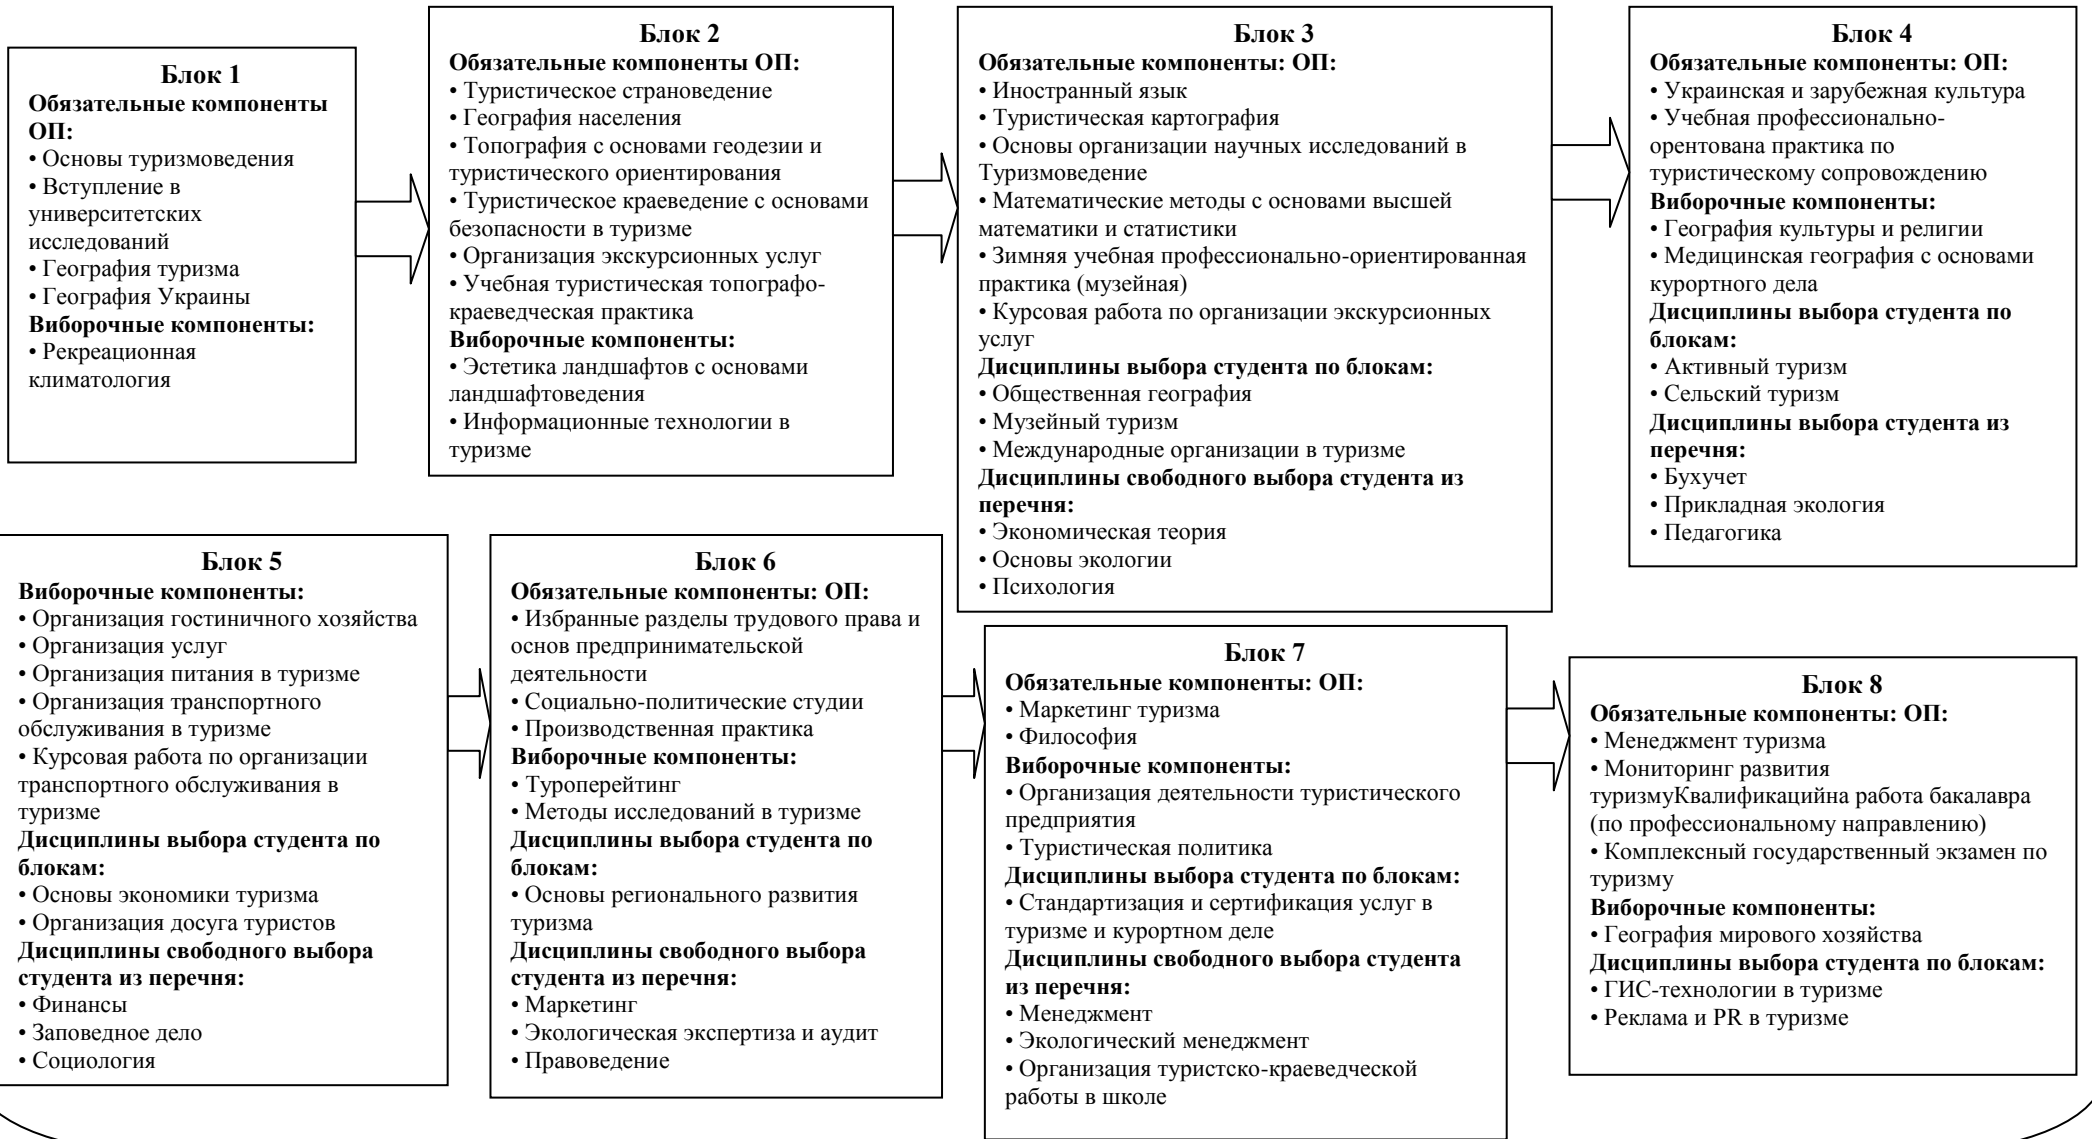 Блок 1
Обязательные компоненты
ОП:
• Основы туризмоведения
• Вступление в
университетских
исследований
• География туризма
• География Украины
Виборочные компоненты:
• Рекреационная
климатология
Блок 2
Обязательные компоненты ОП:
• Туристическое страноведение
• География населения
• Топография с основами геодезии и
туристического ориентирования
• Туристическое краеведение с основами
безопасности в туризме
• Организация экскурсионных услуг
• Учебная туристическая топографо-
краеведческая практика
Виборочные компоненты:
• Эстетика ландшафтов с основами
ландшафтоведения
• Информационные технологии в
туризме
Блок 3
Обязательные компоненты: ОП:
• Иностранный язык
• Туристическая картография
• Основы организации научных исследований в
Туризмоведение
• Математические методы с основами высшей
математики и статистики
• Зимняя учебная профессионально-ориентированная
практика (музейная)
• Курсовая работа по организации экскурсионных
услуг
Дисциплины выбора студента по блокам:
• Общественная география
• Музейный туризм
• Международные организации в туризме
Дисциплины свободного выбора студента из
перечня:
• Экономическая теория
• Основы экологии
• Психология
Блок 4
Обязательные компоненты: ОП:
• Украинская и зарубежная культура
• Учебная профессионально-
орентована практика по
туристическому сопровождению
Виборочные компоненты:
• География культуры и религии
• Медицинская география с основами
курортного дела
Дисциплины выбора студента по
блокам:
• Активный туризм
• Сельский туризм
Дисциплины выбора студента из
перечня:
• Бухучет
• Прикладная экология
• Педагогика
Блок 5
Виборочные компоненты:
• Организация гостиничного хозяйства
• Организация услуг
• Организация питания в туризме
• Организация транспортного
обслуживания в туризме
• Курсовая работа по организации
транспортного обслуживания в
туризме
Дисциплины выбора студента по
блокам:
• Основы экономики туризма
• Организация досуга туристов
Дисциплины свободного выбора
студента из перечня:
• Финансы
• Заповедное дело
• Социология
Блок 6
Обязательные компоненты: ОП:
• Избранные разделы трудового права и
основ предпринимательской
деятельности
• Социально-политические студии
• Производственная практика
Виборочные компоненты:
• Туроперейтинг
• Методы исследований в туризме
Дисциплины выбора студента по
блокам:
• Основы регионального развития
туризма
Дисциплины свободного выбора
студента из перечня:
• Маркетинг
• Экологическая экспертиза и аудит
• Правоведение
Блок 7
Обязательные компоненты: ОП:
• Маркетинг туризма
• Философия
Виборочные компоненты:
• Организация деятельности туристического
предприятия
• Туристическая политика
Дисциплины выбора студента по блокам:
• Стандартизация и сертификация услуг в
туризме и курортном деле
Дисциплины свободного выбора студента
из перечня:
• Менеджмент
• Экологический менеджмент
• Организация туристско-краеведческой
работы в школе
Блок 8
Обязательные компоненты: ОП:
• Менеджмент туризма
• Мониторинг развития
туризмуКвалификацийна работа бакалавра
(по профессиональному направлению)
• Комплексный государственный экзамен по
туризму
Виборочные компоненты:
• География мирового хозяйства
Дисциплины выбора студента по блокам:
• ГИС-технологии в туризме
• Реклама и PR в туризме